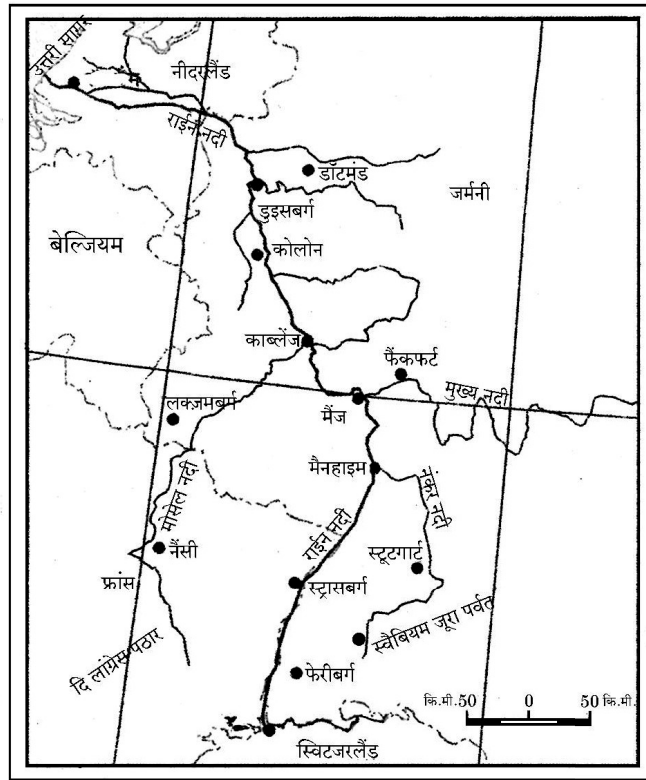 उत्तरी सागर
नीदरलैंड
राईन नदी
डॉटमंड
जर्मनी
डुइसबर्ग
बेल्जियम
कोलोन
काब्लेंज
फैंकफर्ट
मुख्य नदी
लक्ज़मबर्म
मैंज
मैनहाइम
नंकर नदी
मोसेल नदी
राईन नदी
नैंसी
स्टूटगार्ट
फ्रांस
स्ट्रासबर्ग
स्वैबियम जूरा पर्वत
दि लांग्रेस पठार
फेरीबर्ग
कि.मी. 50 0 50 कि.मी.
स्विटजरलैंड